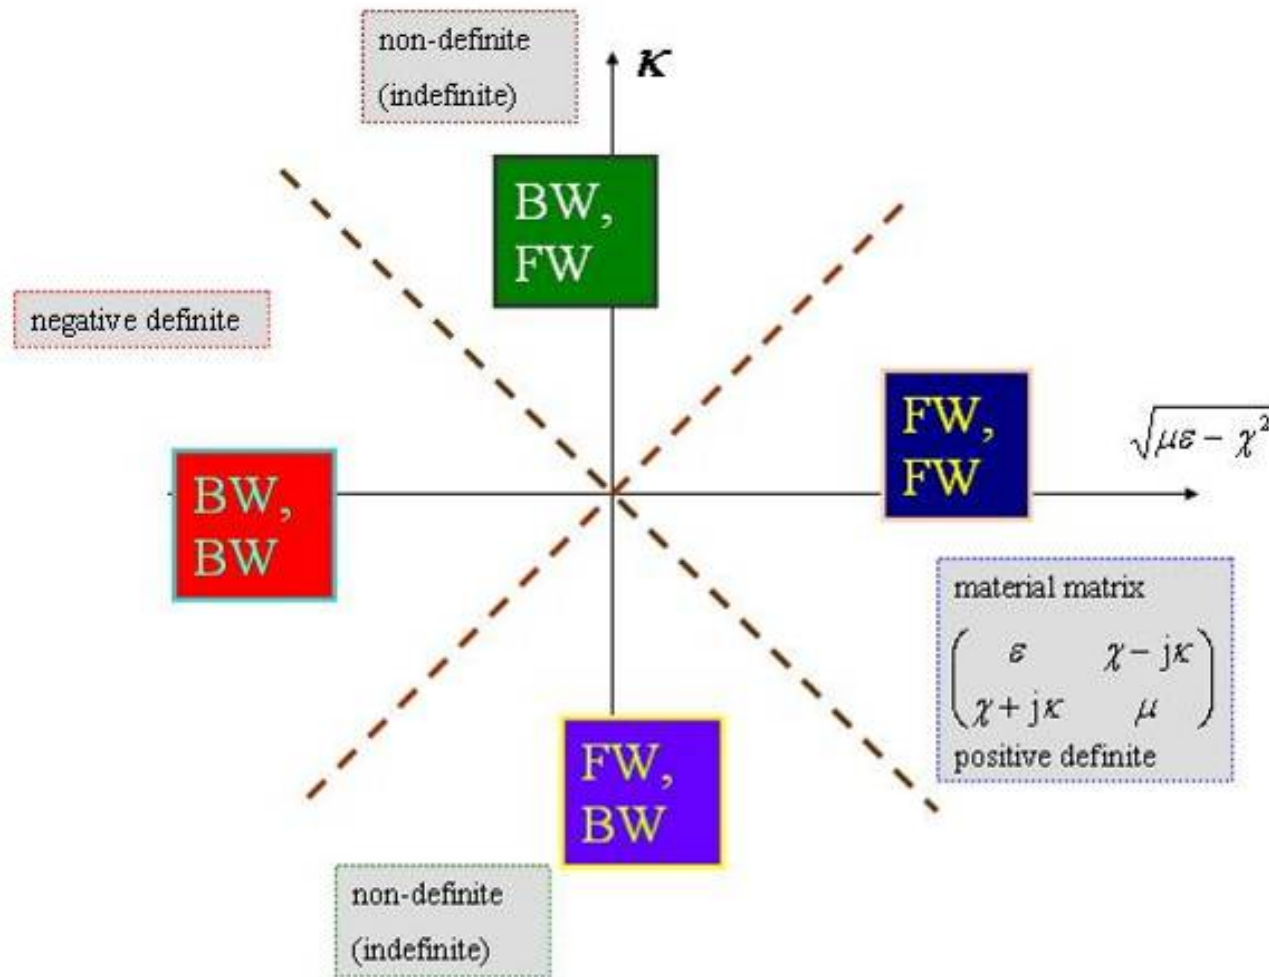 non-definite
(indefinite)
κ
BW,
FW
negative definite
FW,
FW
√με − χ²
BW,
BW
material matrix
ε χ − jκ
χ + jκ μ
positive definite
FW,
BW
non-definite
(indefinite)